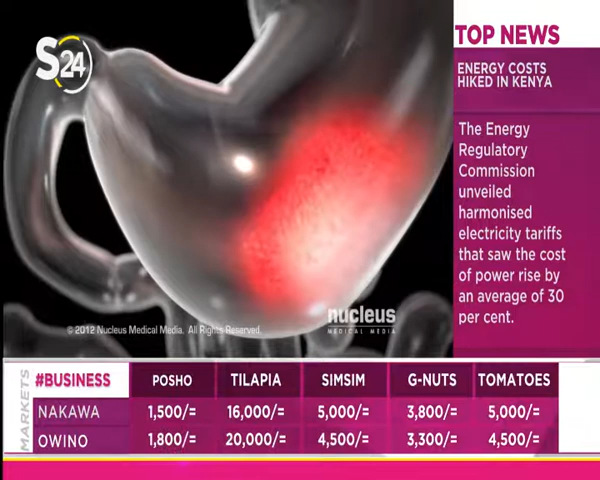 S24
TOP NEWS
ENERGY COSTS
HIKED IN KENYA
The Energy
Regulatory
Commission
unveiled
harmonised
electricity tariffs
that saw the cost
of power rise by
an average of 30
per cent.
nucleus
MEDICAL MEDIA
© 2012 Nucleus Medical Media. All Rights Reserved.
MARKETS
#BUSINESS POSHO TILAPIA SIMSIM G-NUTS TOMATOES
NAKAWA 1,500/= 16,000/= 5,000/= 3,800/= 5,000/=
OWINO 1,800/= 20,000/= 4,500/= 3,300/= 4,500/=